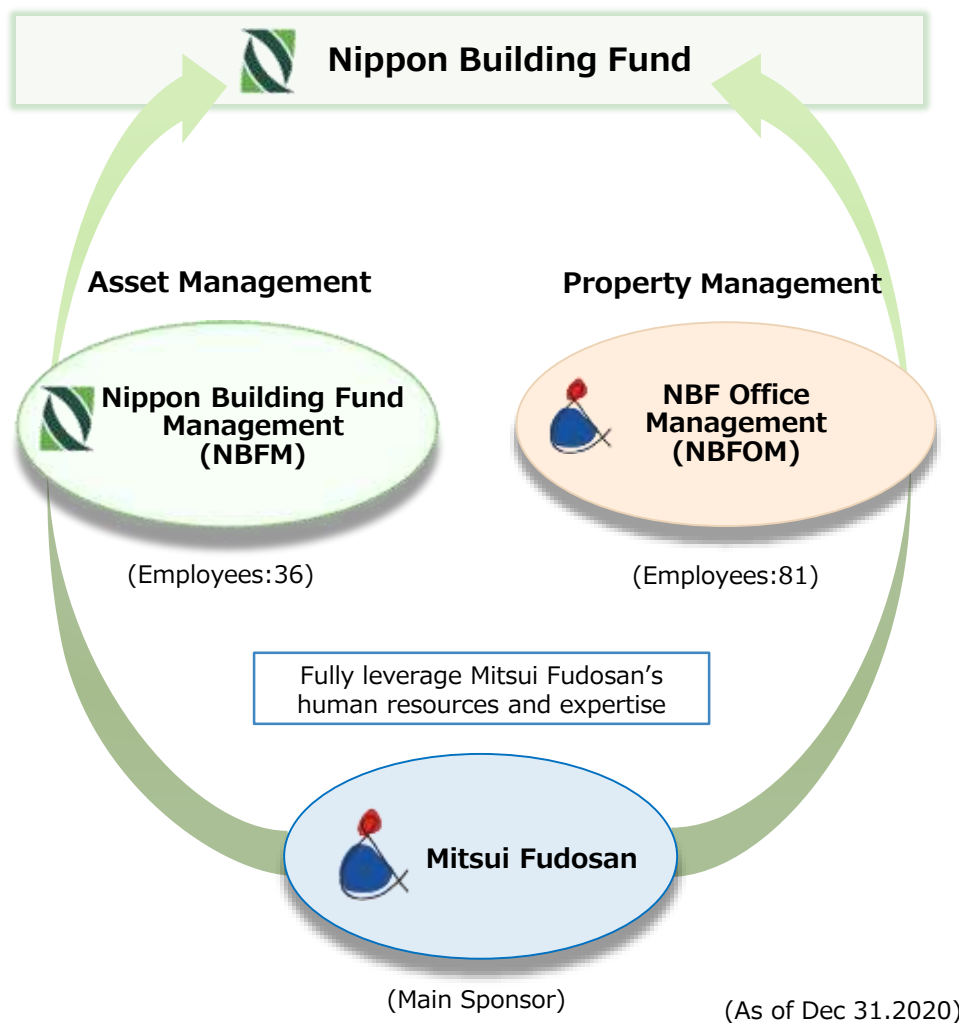 Nippon Building Fund
Asset Management
Nippon Building Fund
Management
(NBFM)
(Employees:36)
Property Management
NBF Office
Management
(NBFOM)
(Employees:81)
Fully leverage Mitsui Fudosan’s
human resources and expertise
Mitsui Fudosan
(Main Sponsor)
(As of Dec 31.2020)